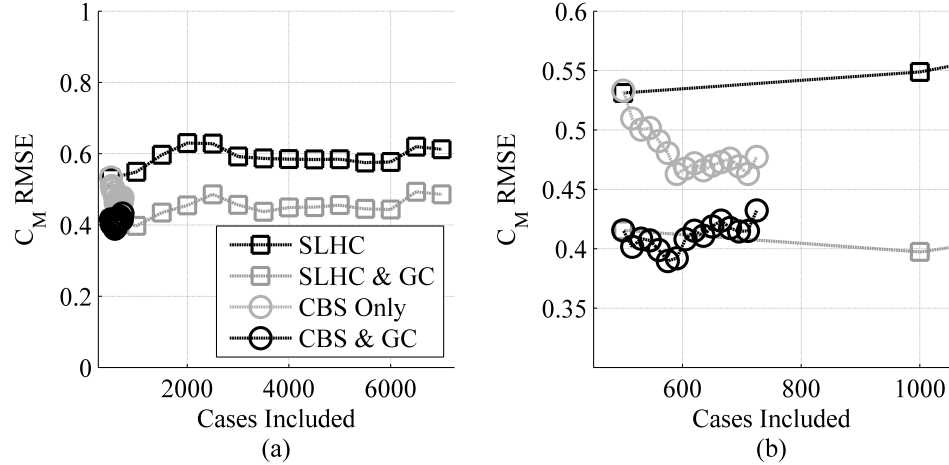 1
0.8
0.6
0.4
0.2
0
C_M RMSE
2000 4000 6000
Cases Included
(a)
SLHC
SLHC & GC
CBS Only
CBS & GC
0.6
0.55
0.5
0.45
0.4
0.35
C_M RMSE
600 800 1000
Cases Included
(b)